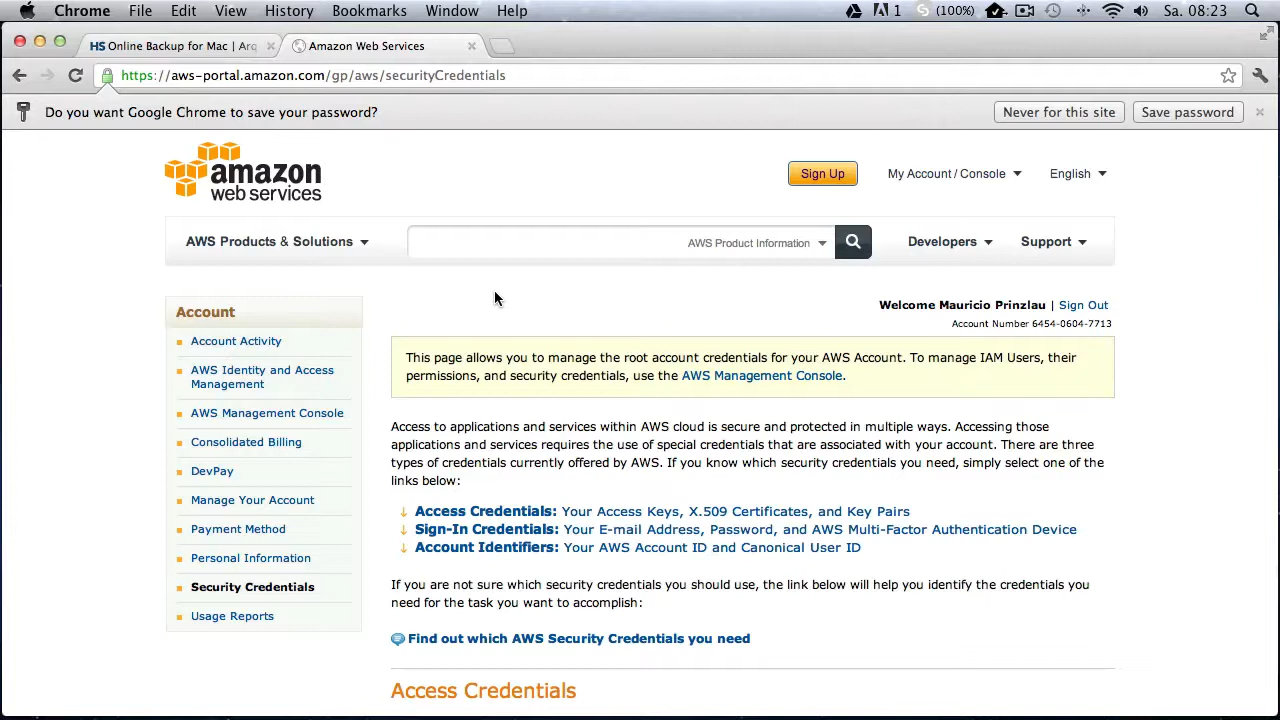 Chrome File Edit View History Bookmarks Window Help 1 (100%) Sa. 08:23
HS Online Backup for Mac | Arq
Amazon Web Services
https://aws-portal.amazon.com/gp/aws/securityCredentials
Do you want Google Chrome to save your password? Never for this site Save password
amazon
web services
Sign Up My Account / Console English
AWS Products & Solutions AWS Product Information Developers Support
Account
Account Activity
AWS Identity and Access
Management
AWS Management Console
Consolidated Billing
DevPay
Manage Your Account
Payment Method
Personal Information
Security Credentials
Usage Reports
Welcome Mauricio Prinzlau | Sign Out
Account Number 6454-0604-7713
This page allows you to manage the root account credentials for your AWS Account. To manage IAM Users, their
permissions, and security credentials, use the AWS Management Console.
Access to applications and services within AWS cloud is secure and protected in multiple ways. Accessing those
applications and services requires the use of special credentials that are associated with your account. There are three
types of credentials currently offered by AWS. If you know which security credentials you need, simply select one of the
links below:
Access Credentials: Your Access Keys, X.509 Certificates, and Key Pairs
Sign-In Credentials: Your E-mail Address, Password, and AWS Multi-Factor Authentication Device
Account Identifiers: Your AWS Account ID and Canonical User ID
If you are not sure which security credentials you should use, the link below will help you identify the credentials you
need for the task you want to accomplish:
Find out which AWS Security Credentials you need
Access Credentials